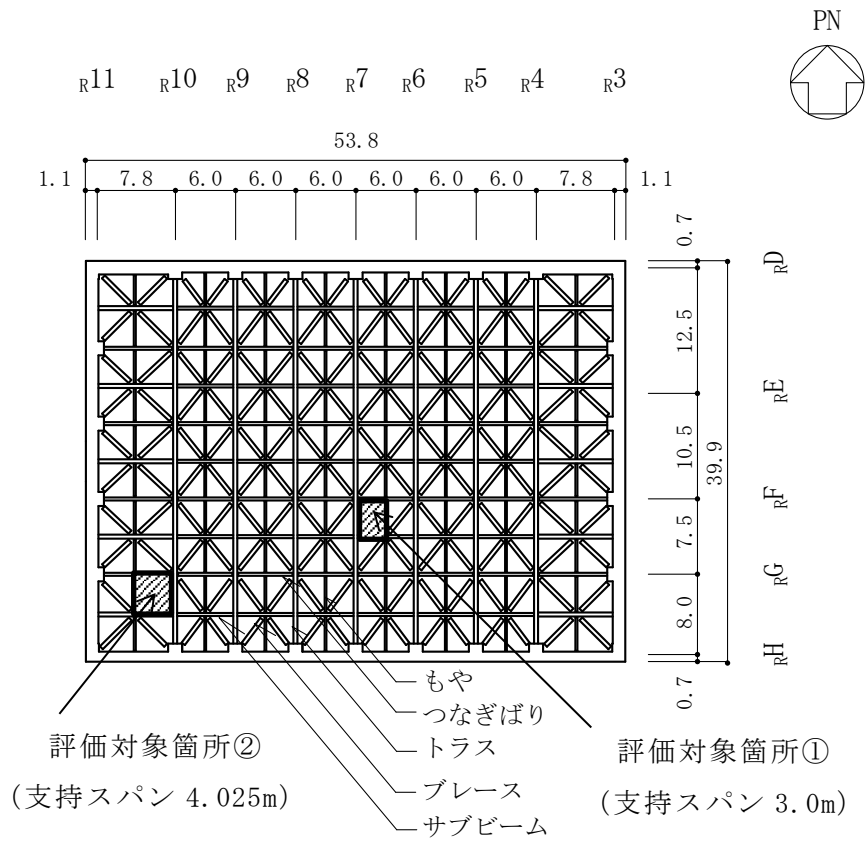 PN
R11 R10 R9 R8 R7 R6 R5 R4 R3
53.8
1.1 7.8 6.0 6.0 6.0 6.0 6.0 6.0 7.8 1.1
0.7
RD
12.5
RE
10.5
39.9
RF
7.5
RG
8.0
RH
0.7
もや
つなぎばり
トラス
ブレース
サブビーム
評価対象箇所②
(支持スパン 4.025m)
評価対象箇所①
(支持スパン 3.0m)